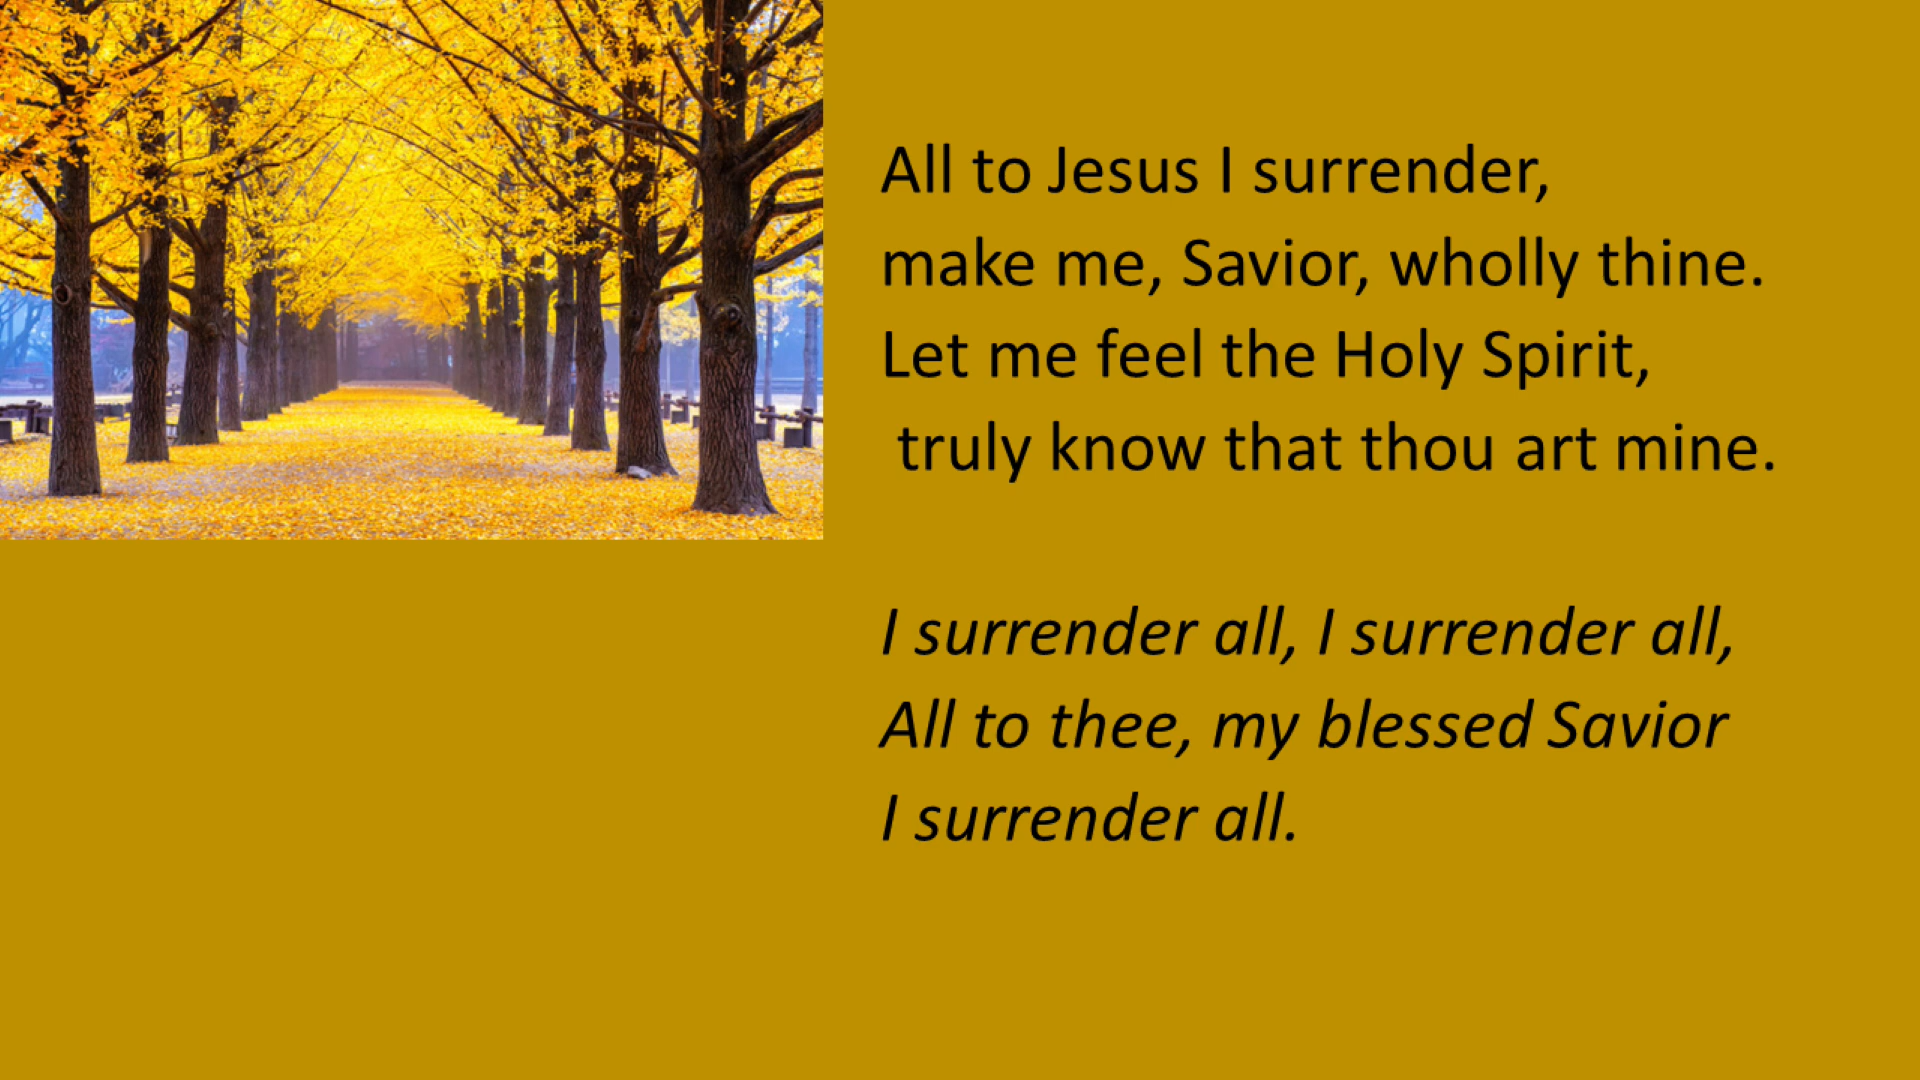 All to Jesus I surrender,
make me, Savior, wholly thine.
Let me feel the Holy Spirit,
truly know that thou art mine.
I surrender all, I surrender all,
All to thee, my blessed Savior
I surrender all.